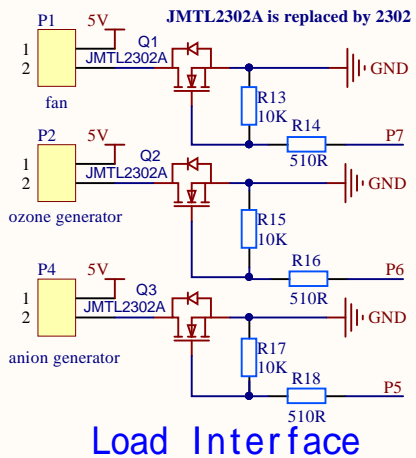 JMTL2302A is replaced by 2302
P1
5V
Q1
JMTL2302A
1
2
GND
fan
R13
10K
R14
510R
P7
P2
5V
Q2
JMTL2302A
1
2
GND
ozone generator
R15
10K
R16
510R
P6
P4
5V
Q3
JMTL2302A
1
2
GND
anion generator
R17
10K
R18
510R
P5
Load Interface